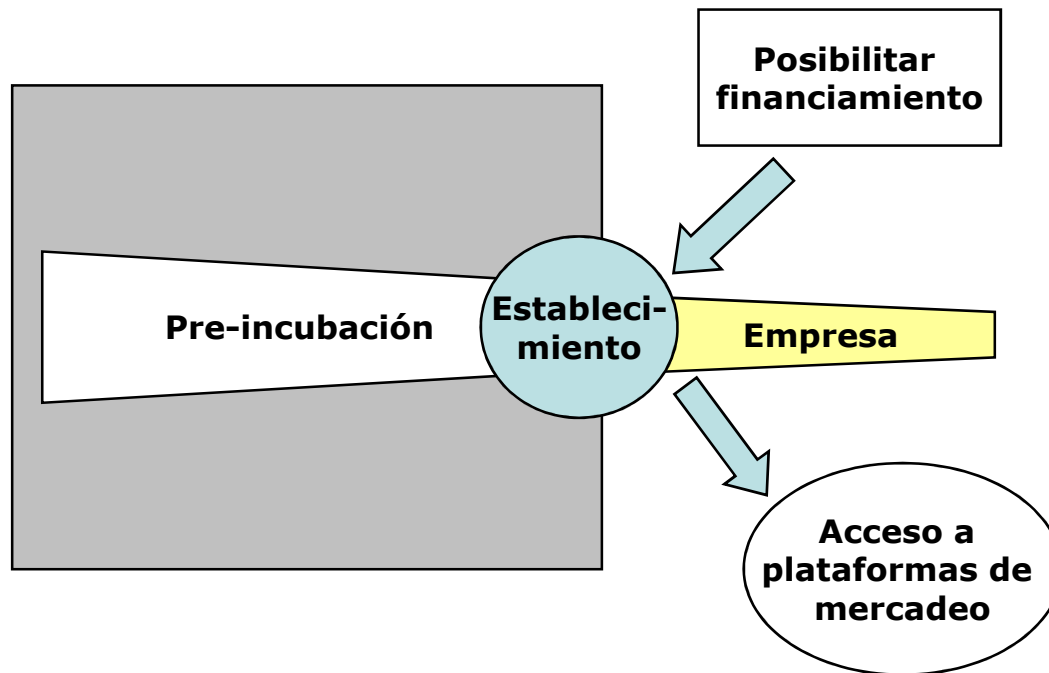 Posibilitar
financiamiento
Pre-incubación
Estableci-
miento
Empresa
Acceso a
plataformas de
mercadeo